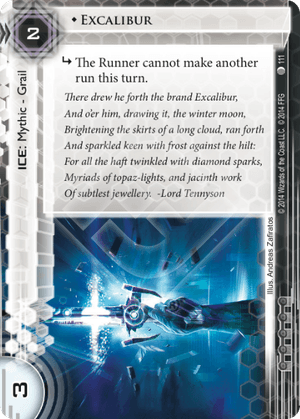 2
• EXCALIBUR
ICE: Mythic - Grail
↳ The Runner cannot make another
run this turn.
There drew he forth the brand Excalibur,
And o'er him, drawing it, the winter moon,
Brightening the skirts of a long cloud, ran forth
And sparkled keen with frost against the hilt:
For all the haft twinkled with diamond sparks,
Myriads of topaz-lights, and jacinth work
Of subtlest jewellery. -Lord Tennyson
111
© 2014 Wizards of the Coast LLC. © 2014 FFG
Illus. Andreas Zafiratos
3